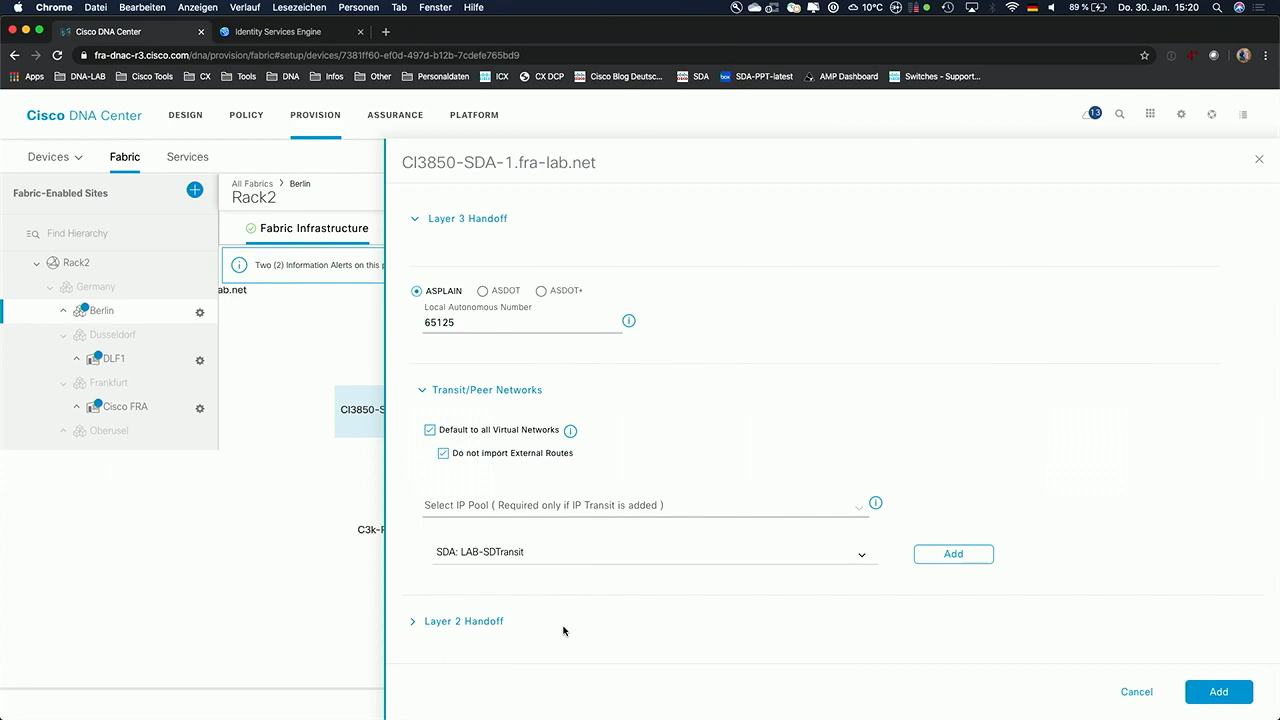 Chrome Datei Bearbeiten Anzeigen Verlauf Lesezeichen Personen Tab Fenster Hilfe 10°C 89 % Do. 30. Jan. 15:20
Cisco DNA Center Identity Services Engine
fra-dnac-r3.cisco.com/dna/provision/fabric#setup/devices/7381ff60-ef0d-497d-b12b-7cdefe765bd9
Apps DNA-LAB Cisco Tools CX Tools DNA Infos Other Personaldaten ICX CX DCP Cisco Blog Deutsc... SDA SDA-PPT-latest AMP Dashboard Switches - Support...
Cisco DNA Center DESIGN POLICY PROVISION ASSURANCE PLATFORM 13
Devices Fabric Services
CI3850-SDA-1.fra-lab.net
Fabric-Enabled Sites
All Fabrics > Berlin
Rack2
Find Hierarchy
Fabric Infrastructure
Layer 3 Handoff
Rack2
Two (2) Information Alerts on this p
Germany
ab.net
ASPLAIN ASDOT ASDOT+
Berlin
Local Autonomous Number
65125
Dusseldorf
DLF1
Frankfurt
Transit/Peer Networks
Cisco FRA
CI3850-S
Oberusel
Default to all Virtual Networks
Do not import External Routes
Select IP Pool ( Required only if IP Transit is added )
C3k-F
SDA: LAB-SDTransit Add
Layer 2 Handoff
Cancel Add